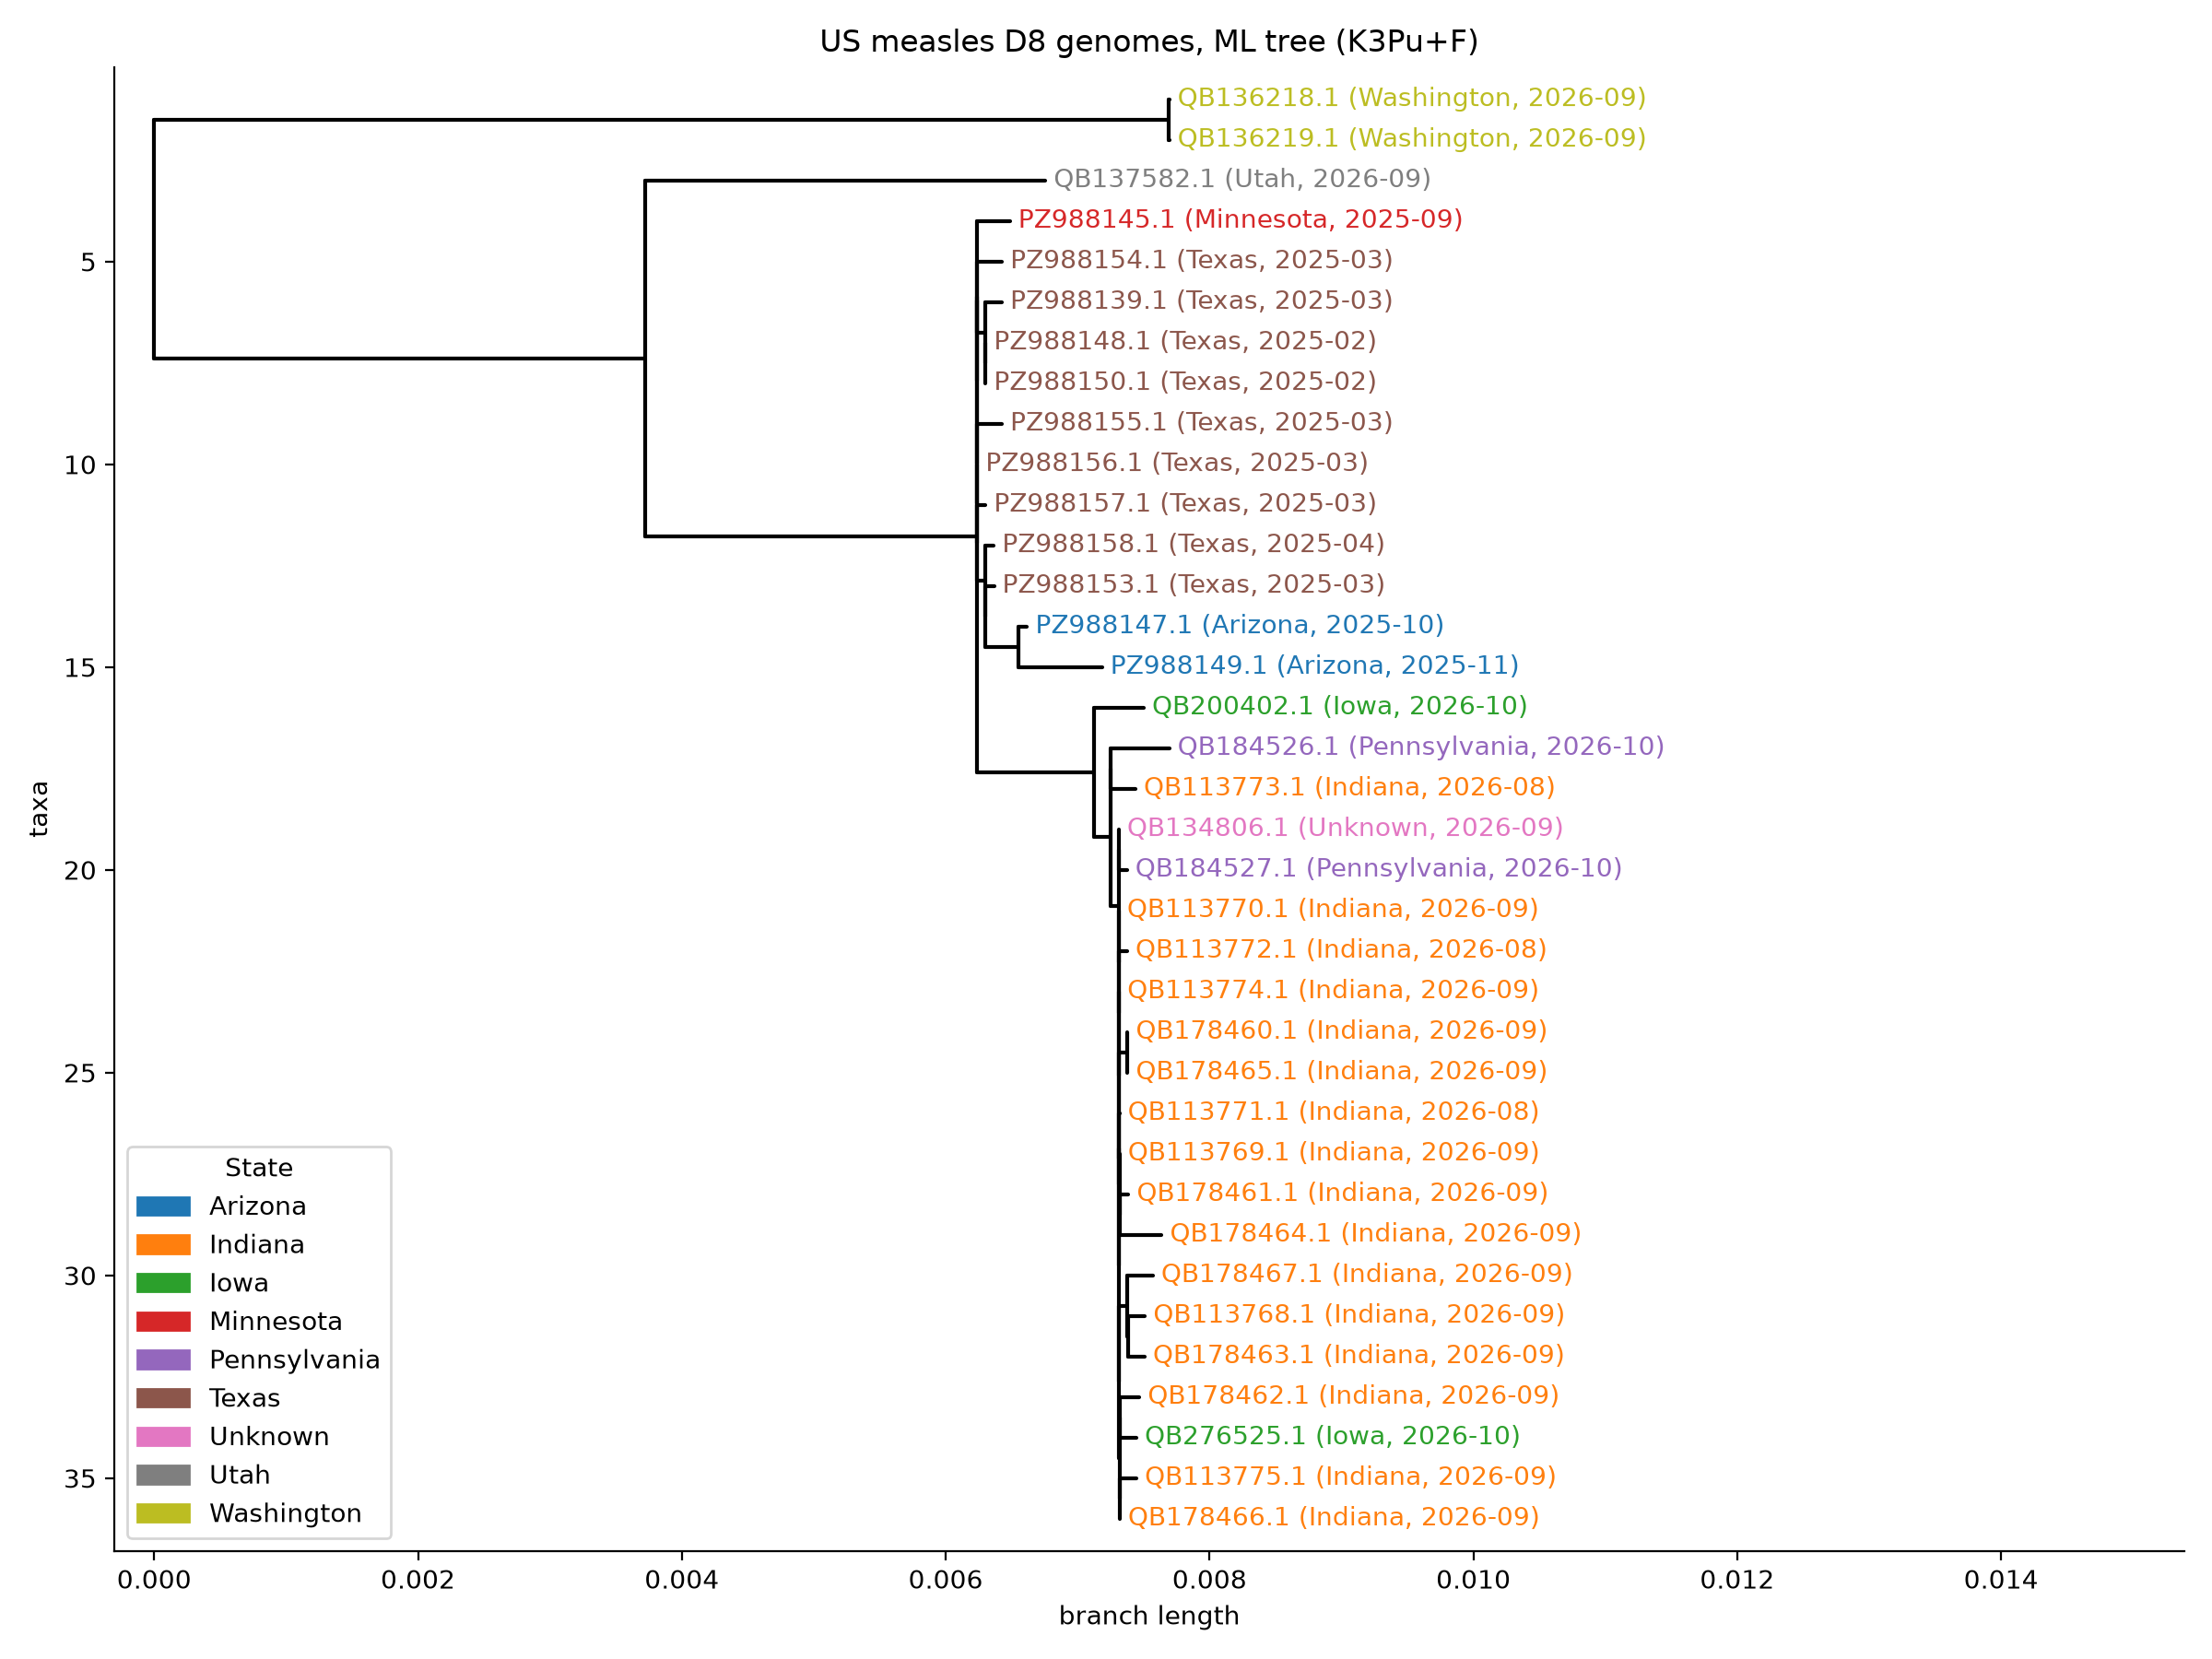 US measles D8 genomes, ML tree (K3Pu+F)
QB136218.1 (Washington, 2026-09)
QB136219.1 (Washington, 2026-09)
QB137582.1 (Utah, 2026-09)
PZ988145.1 (Minnesota, 2025-09)
5
PZ988154.1 (Texas, 2025-03)
PZ988139.1 (Texas, 2025-03)
PZ988148.1 (Texas, 2025-02)
PZ988150.1 (Texas, 2025-02)
PZ988155.1 (Texas, 2025-03)
10
PZ988156.1 (Texas, 2025-03)
PZ988157.1 (Texas, 2025-03)
PZ988158.1 (Texas, 2025-04)
PZ988153.1 (Texas, 2025-03)
PZ988147.1 (Arizona, 2025-10)
15
PZ988149.1 (Arizona, 2025-11)
QB200402.1 (Iowa, 2026-10)
QB184526.1 (Pennsylvania, 2026-10)
QB113773.1 (Indiana, 2026-08)
taxa
QB134806.1 (Unknown, 2026-09)
20
QB184527.1 (Pennsylvania, 2026-10)
QB113770.1 (Indiana, 2026-09)
QB113772.1 (Indiana, 2026-08)
QB113774.1 (Indiana, 2026-09)
QB178460.1 (Indiana, 2026-09)
25
QB178465.1 (Indiana, 2026-09)
QB113771.1 (Indiana, 2026-08)
QB113769.1 (Indiana, 2026-09)
QB178461.1 (Indiana, 2026-09)
QB178464.1 (Indiana, 2026-09)
30
QB178467.1 (Indiana, 2026-09)
QB113768.1 (Indiana, 2026-09)
QB178463.1 (Indiana, 2026-09)
QB178462.1 (Indiana, 2026-09)
QB276525.1 (Iowa, 2026-10)
35
QB113775.1 (Indiana, 2026-09)
QB178466.1 (Indiana, 2026-09)
State
Arizona
Indiana
Iowa
Minnesota
Pennsylvania
Texas
Unknown
Utah
Washington
0.000 0.002 0.004 0.006 0.008 0.010 0.012 0.014
branch length